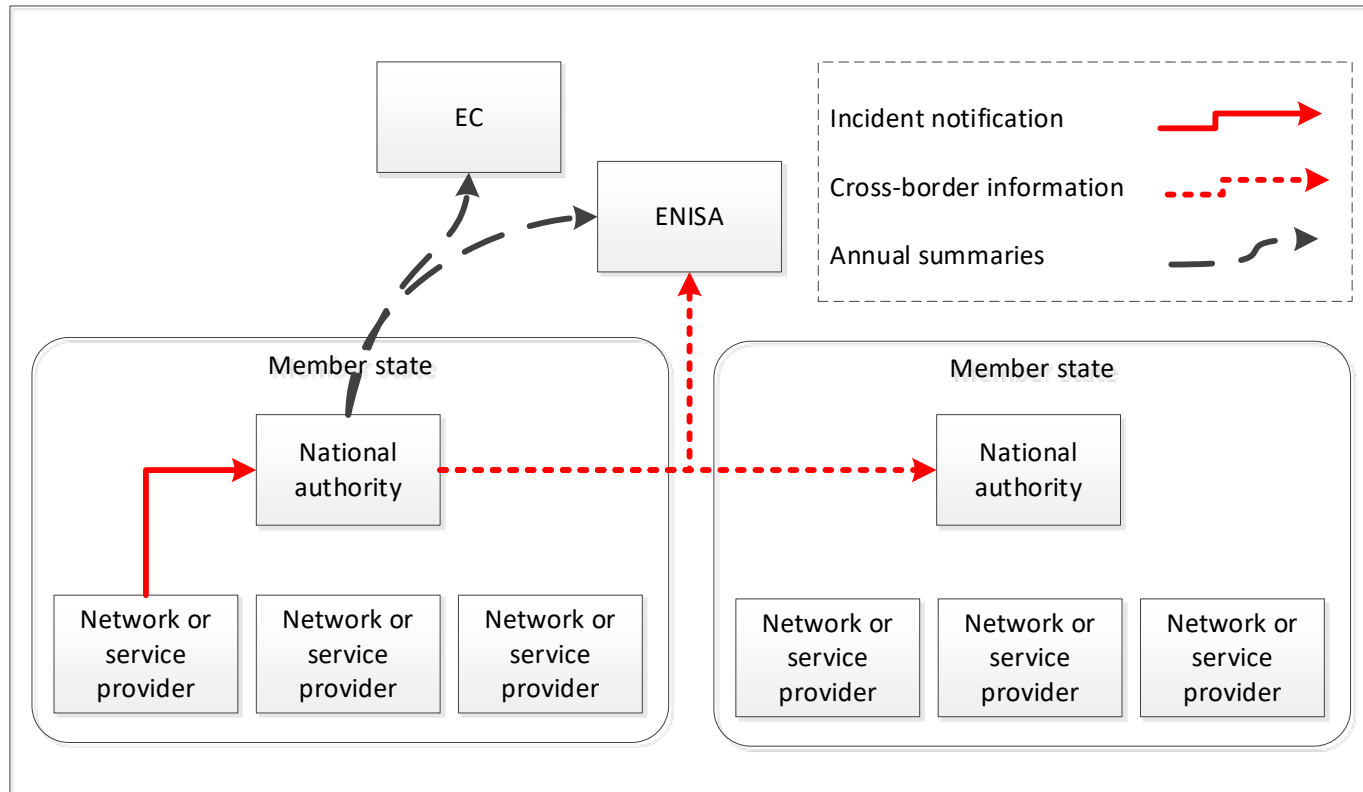 EC
ENISA
Incident notification
Cross-border information
Annual summaries
Member state
National
authority
Network or
service
provider
Network or
service
provider
Network or
service
provider
Member state
National
authority
Network or
service
provider
Network or
service
provider
Network or
service
provider